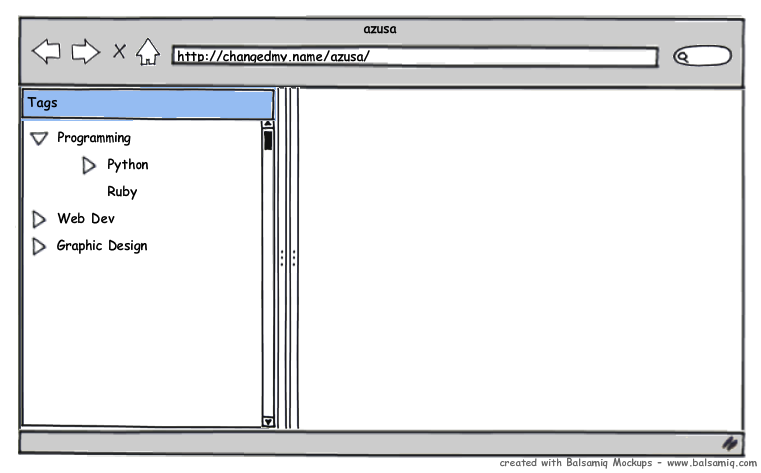 azusa
http://changedmy.name/azusa/
Tags
Programming
Python
Ruby
Web Dev
Graphic Design
created with Balsamiq Mockups - www.balsamiq.com